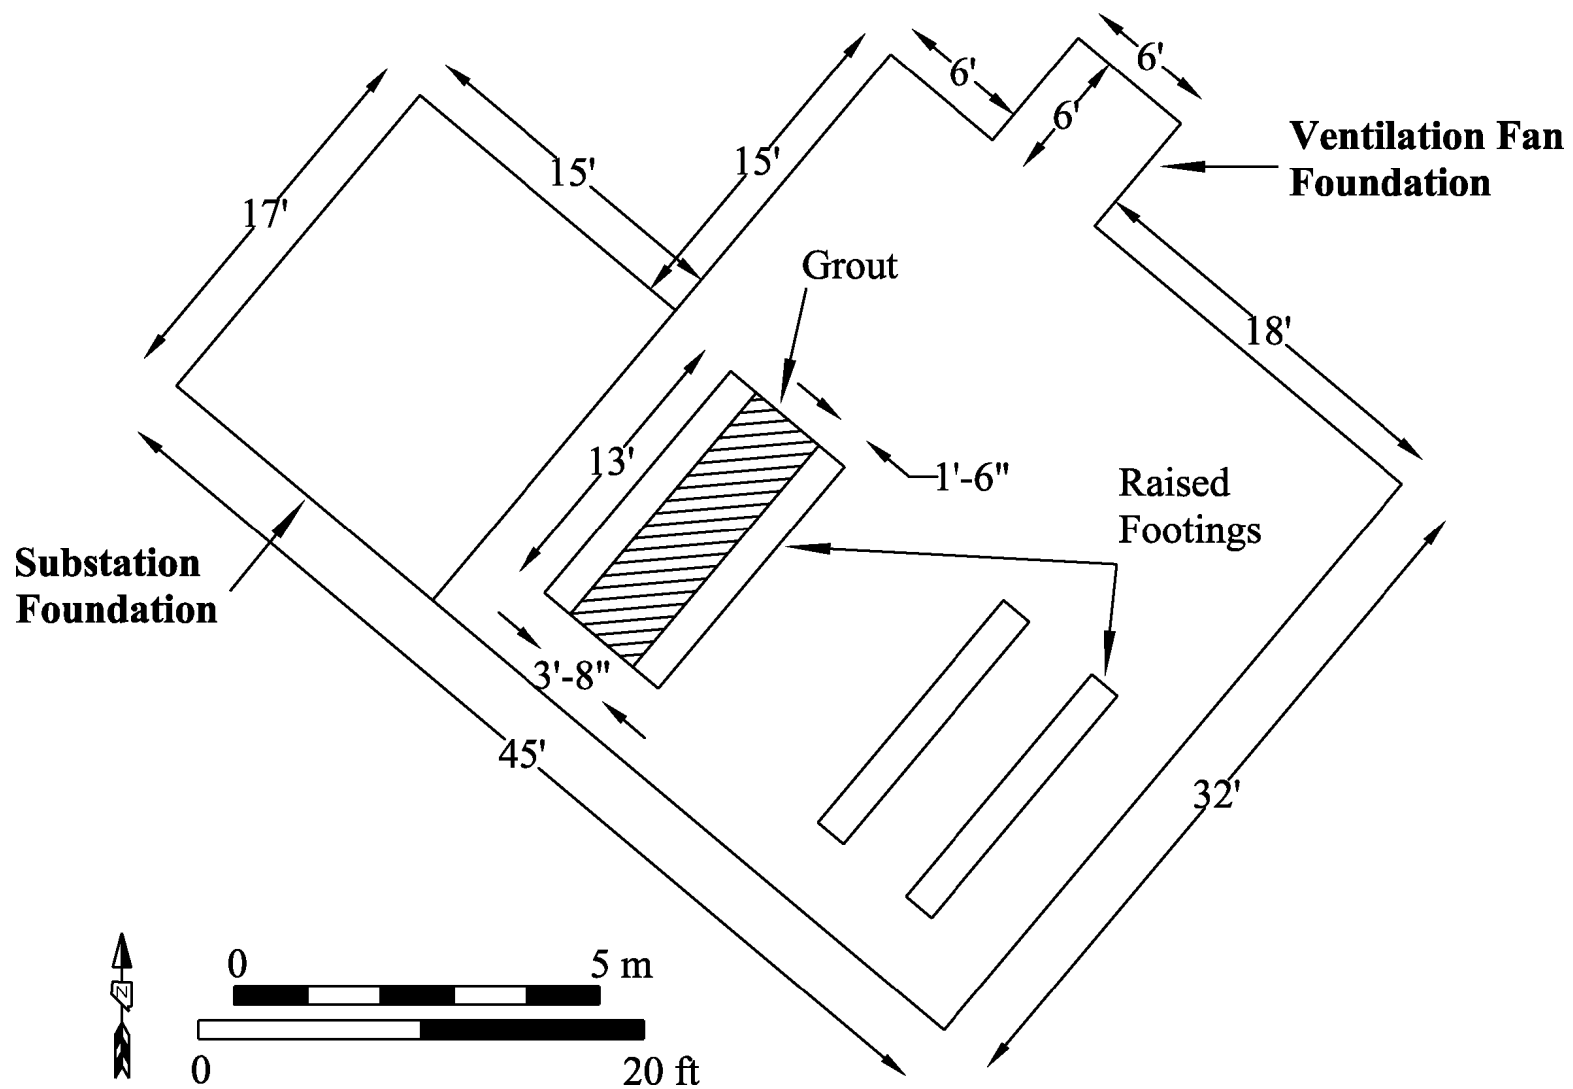 6'
6'
6'
Ventilation Fan
Foundation
15'
15'
17'
Grout
18'
13'
1'-6"
Raised
Footings
Substation
Foundation
3'-8"
45'
32'
N
0
5 m
0
20 ft